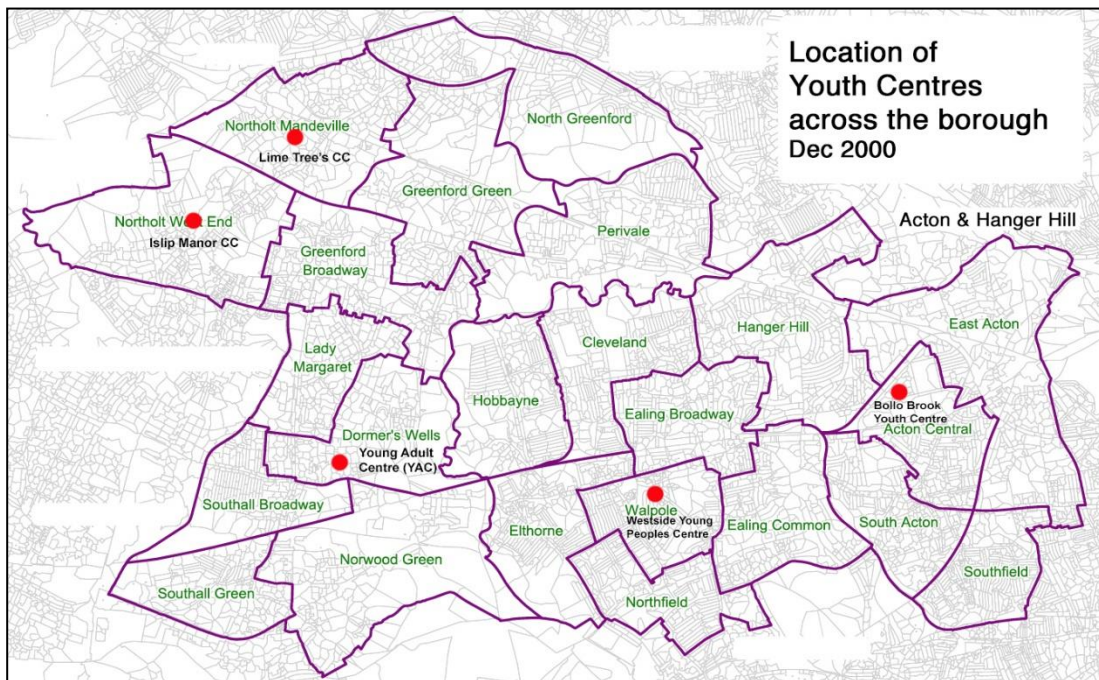 Location of
Youth Centres
across the borough
Dec 2000
Northolt Mandeville
Lime Tree's CC
North Greenford
Greenford Green
Northolt West End
Islip Manor CC
Greenford
Broadway
Perivale
Acton & Hanger Hill
Lady
Margaret
Cleveland
Hanger Hill
East Acton
Hobbayne
Ealing Broadway
Bollo Brook
Youth Centre
Acton Central
Dormer's Wells
Young Adult
Centre (YAC)
Southall Broadway
Elthorne
Walpole
Westside Young
Peoples Centre
Ealing Common
South Acton
Norwood Green
Southall Green
Northfield
Southfield